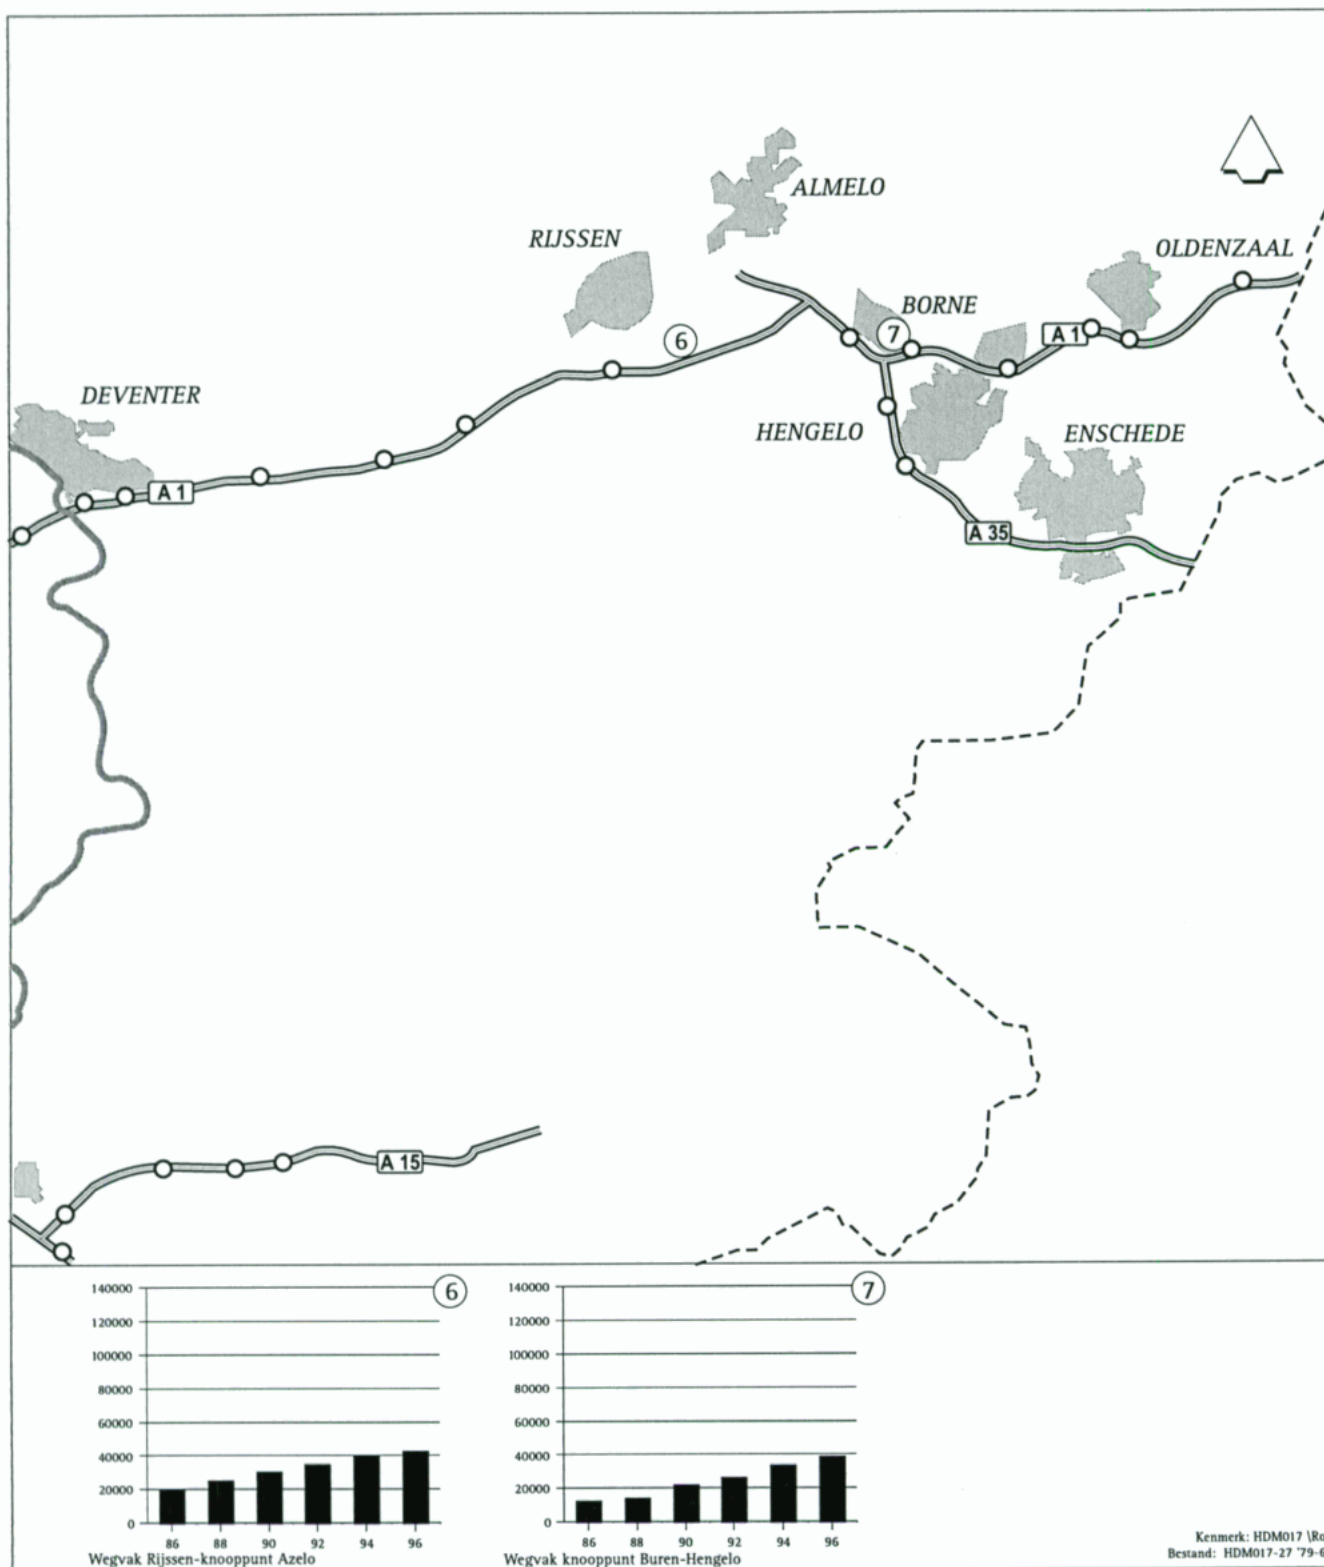 ALMELO
RIJSSEN
OLDENZAAL
BORNE
6
7
A 1
DEVENTER
HENGELO
ENSCHEDE
A 1
A 35
A 15
6
7
140000
120000
100000
80000
60000
40000
20000
0
86 88 90 92 94 96
Wegvak Rijssen-knooppunt Azelo
140000
120000
100000
80000
60000
40000
20000
0
86 88 90 92 94 96
Wegvak knooppunt Buren-Hengelo
Kenmerk: HDM017 \Ro
Bestand: HDM017-27 '79-6